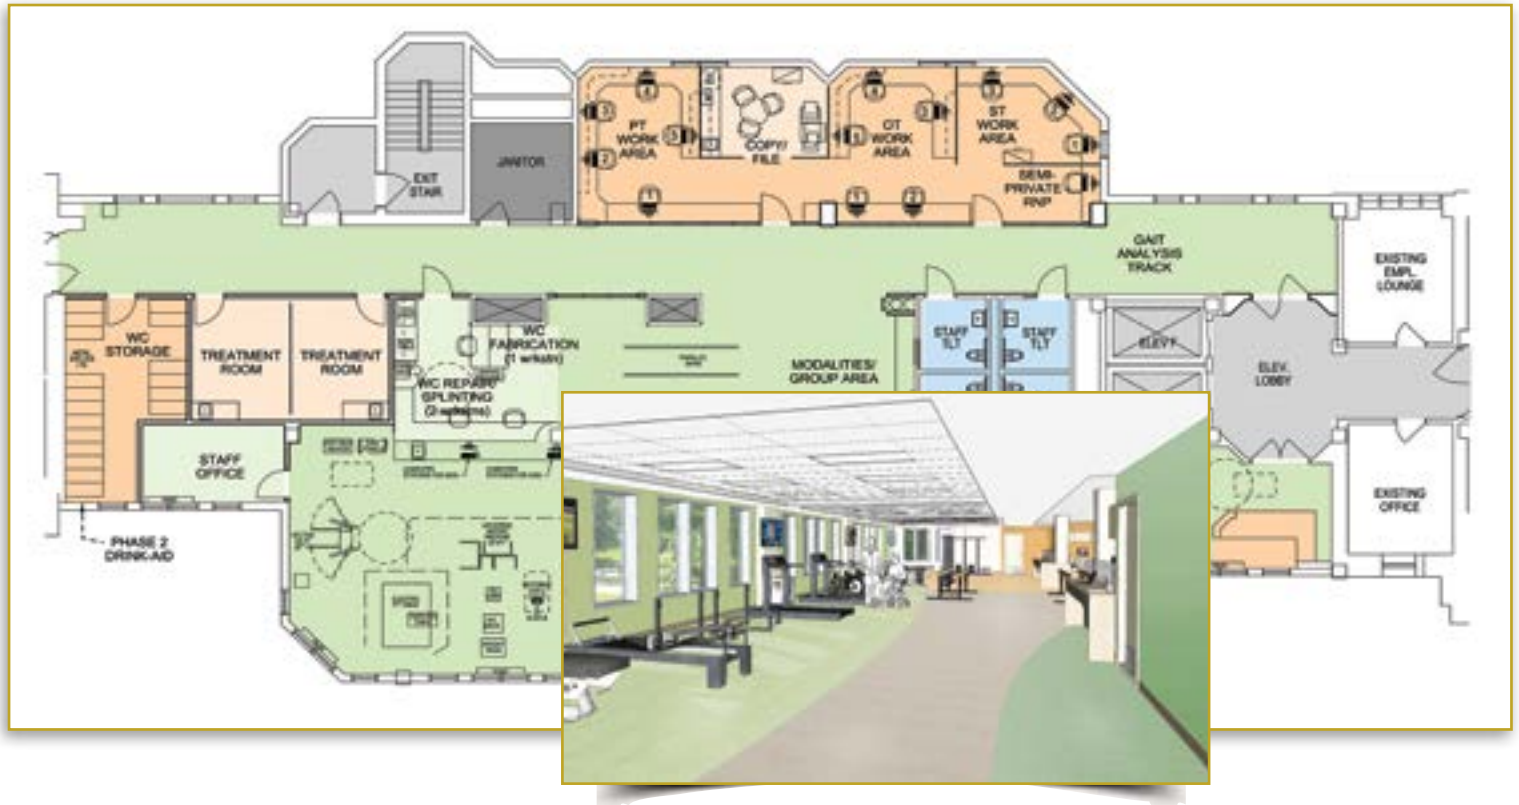 PT
WORK
AREA
COPY/
FILE
OT
WORK
AREA
ST
WORK
AREA
SEMI-
PRIVATE
RNP
JANITOR
EXIT
STAIR
GAIT
ANALYSIS
TRACK
EXISTING
EMPL.
LOUNGE
WC
STORAGE
TREATMENT
ROOM
TREATMENT
ROOM
WC
FABRICATION
(1 wrkstn)
WC REPAIR/
SPLINTING
(2 wrkstns)
MODALITIES/
GROUP AREA
STAFF
TLT
STAFF
TLT
ELEV.
LOBBY
STAFF
OFFICE
EXISTING
OFFICE
PHASE 2
DRINK-AID